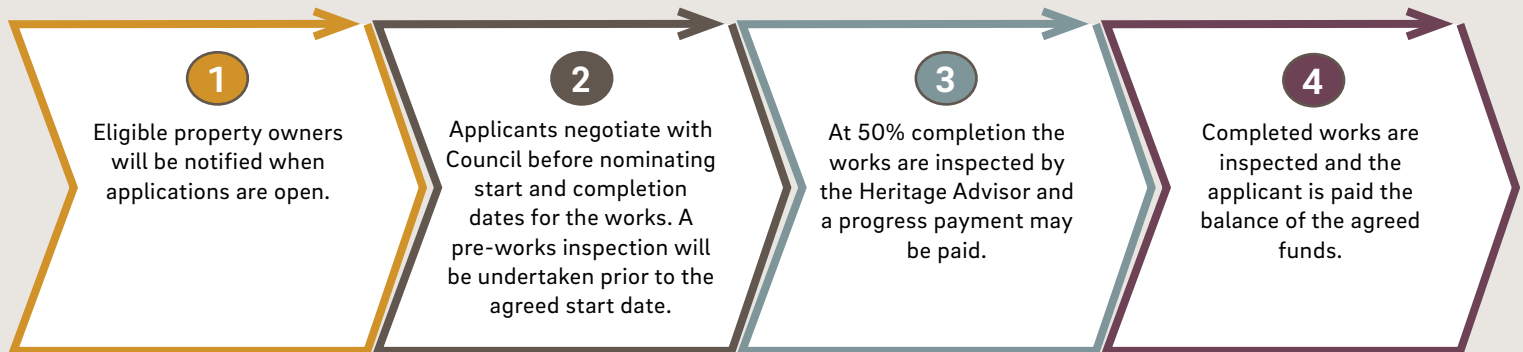 1
Eligible property owners
will be notified when
applications are open.
2
Applicants negotiate with
Council before nominating
start and completion
dates for the works. A
pre-works inspection will
be undertaken prior to the
agreed start date.
3
At 50% completion the
works are inspected by
the Heritage Advisor and
a progress payment may
be paid.
4
Completed works are
inspected and the
applicant is paid the
balance of the agreed
funds.